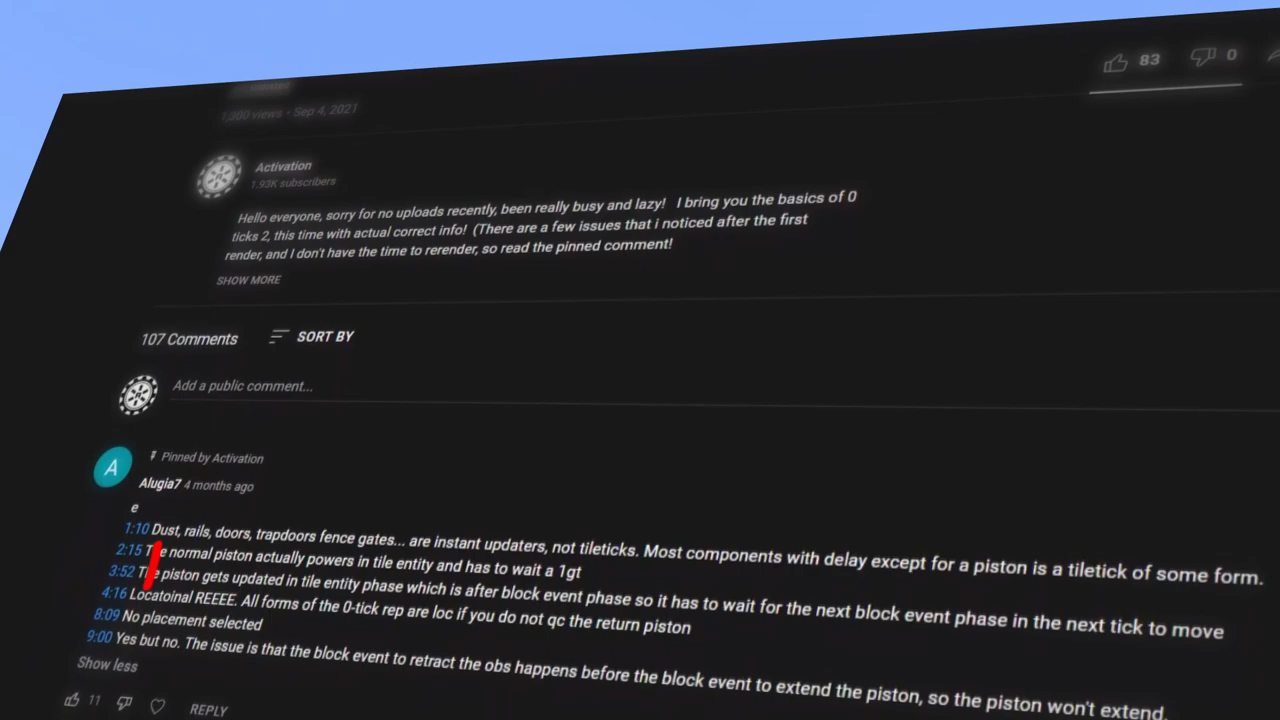 83
0
1,300 views • Sep 4, 2021
Activation
1.93K subscribers
Hello everyone, sorry for no uploads recently, been really busy and lazy! I bring you the basics of 0
ticks 2, this time with actual correct info! (There are a few issues that i noticed after the first
render, and I don't have the time to rerender, so read the pinned comment!
SHOW MORE
107 Comments
SORT BY
Add a public comment...
A
Pinned by Activation
Alugia7 4 months ago
e
1:10 Dust, rails, doors, trapdoors fence gates... are instant updaters, not tileticks. Most components with delay except for a piston is a tiletick of some form.
2:15 The normal piston actually powers in tile entity and has to wait a 1gt
3:52 The piston gets updated in tile entity phase which is after block event phase so it has to wait for the next block event phase in the next tick to move
4:16 Locatoinal REEEE. All forms of the 0-tick rep are loc if you do not qc the return piston
8:09 No placement selected
9:00 Yes but no. The issue is that the block event to retract the obs happens before the block event to extend the piston, so the piston won't extend.
Show less
11
REPLY